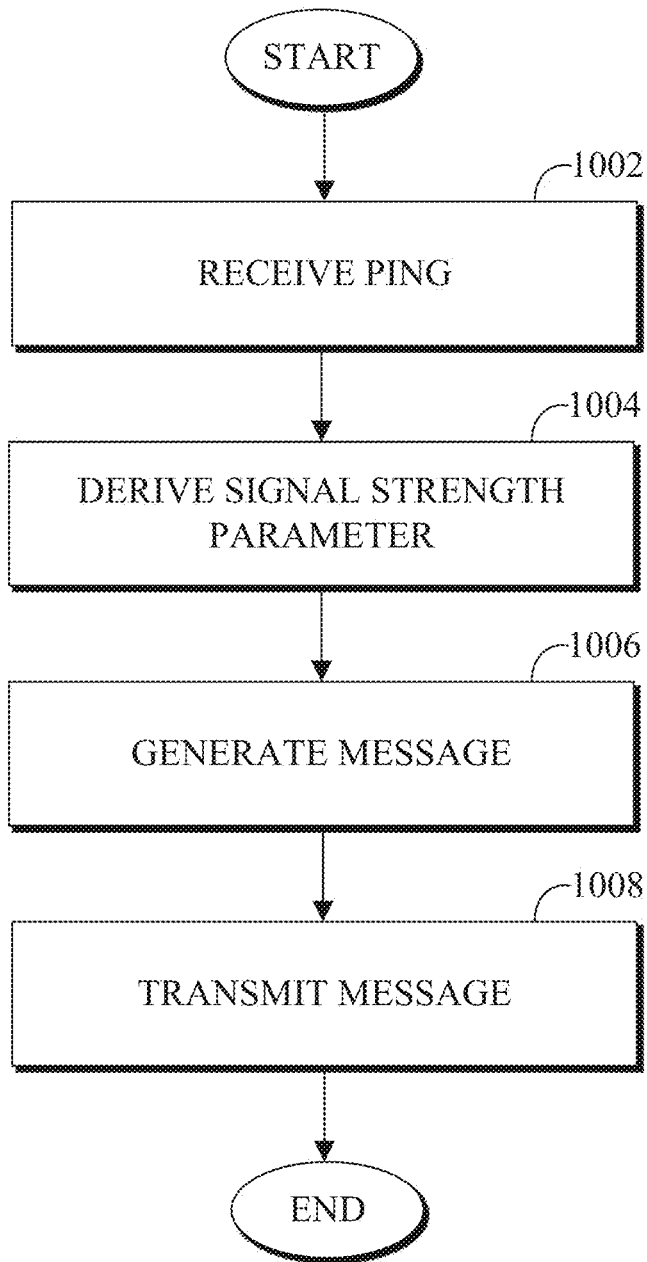 START
1002
RECEIVE PING
1004
DERIVE SIGNAL STRENGTH
PARAMETER
1006
GENERATE MESSAGE
1008
TRANSMIT MESSAGE
END